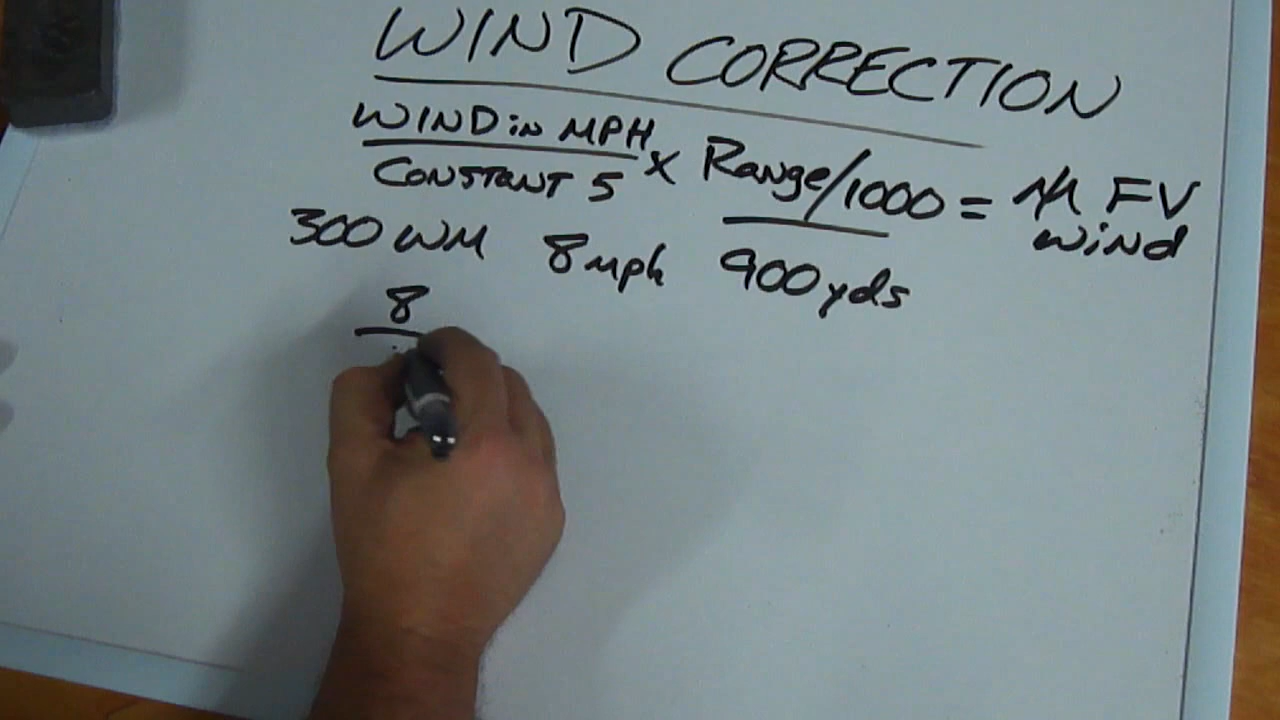 WIND CORRECTION
WIND in MPH
CONSTANT 5 x Range/1000 = FV
wind
300 WM 8 mph 900 yds
8